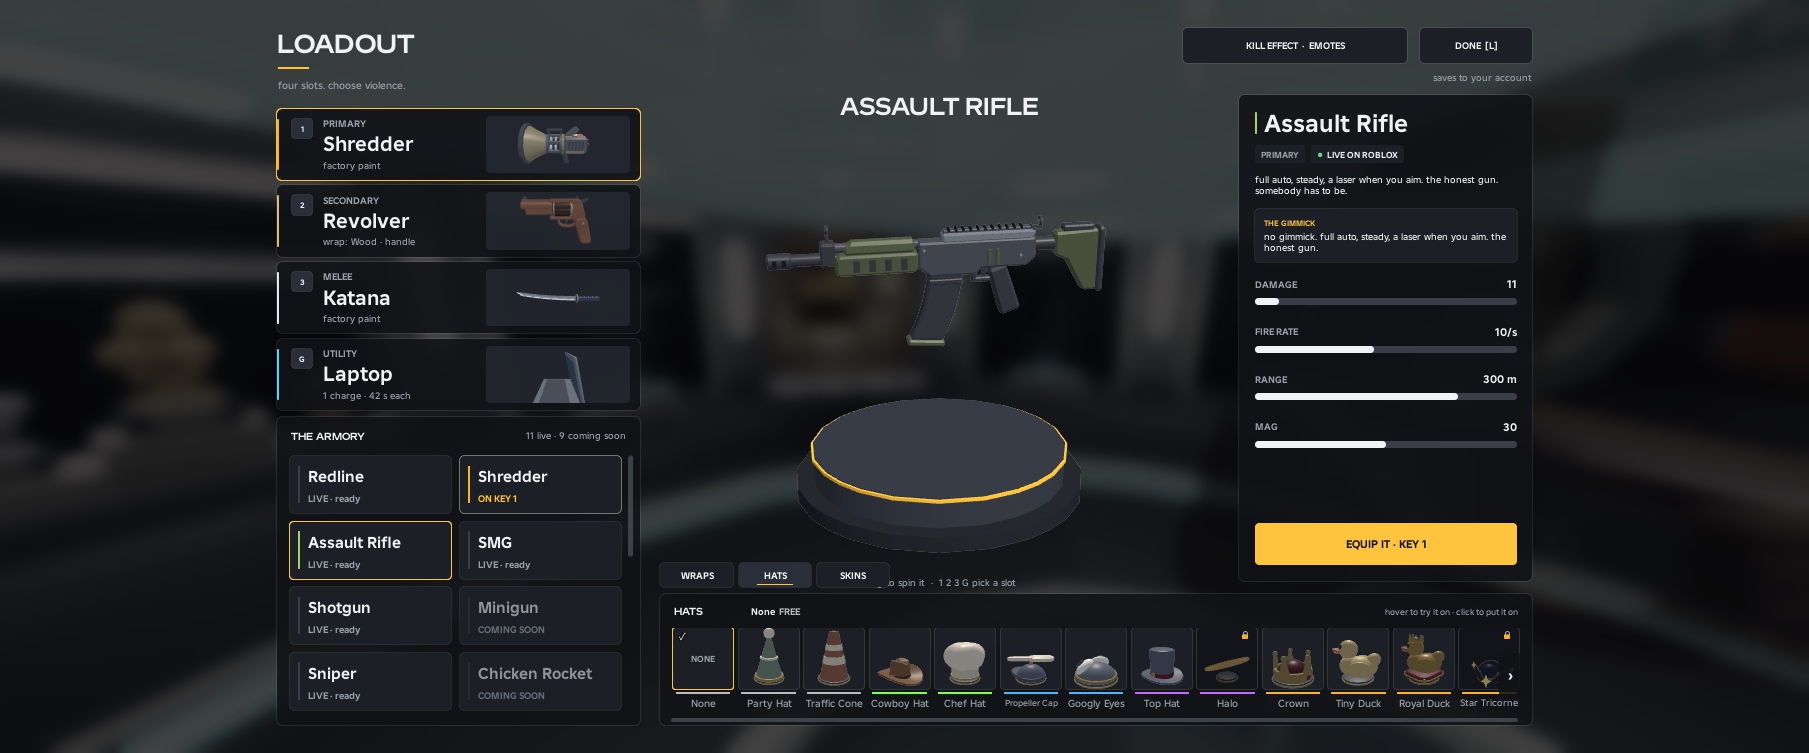 LOADOUT
four slots. choose violence.
KILL EFFECT · EMOTES
DONE [L]
saves to your account
1
PRIMARY
Shredder
factory paint
2
SECONDARY
Revolver
wrap: Wood · handle
3
MELEE
Katana
factory paint
G
UTILITY
Laptop
1 charge · 42 s each
THE ARMORY
11 live · 9 coming soon
Redline
LIVE · ready
Shredder
ON KEY 1
Assault Rifle
LIVE · ready
SMG
LIVE · ready
Shotgun
LIVE · ready
Minigun
COMING SOON
Sniper
LIVE · ready
Chicken Rocket
COMING SOON
ASSAULT RIFLE
WRAPS
HATS
SKINS
to spin it · 1 2 3 G pick a slot
HATS
None FREE
hover to try it on · click to put it on
✓
NONE
›
None
Party Hat
Traffic Cone
Cowboy Hat
Chef Hat
Propeller Cap
Googly Eyes
Top Hat
Halo
Crown
Tiny Duck
Royal Duck
Star Tricorne
Assault Rifle
PRIMARY
LIVE ON ROBLOX
full auto, steady, a laser when you aim. the honest gun.
somebody has to be.
THE GIMMICK
no gimmick. full auto, steady, a laser when you aim. the
honest gun.
DAMAGE
11
FIRE RATE
10/s
RANGE
300 m
MAG
30
EQUIP IT · KEY 1